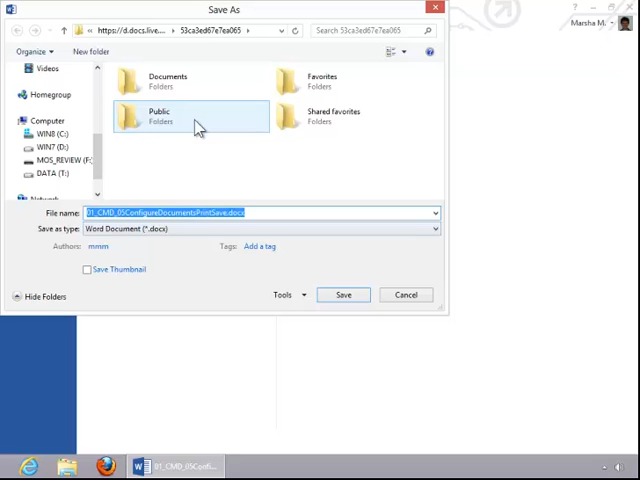 Save As
Marsha M.
https://d.docs.live.... ▸ 53ca3ed67e7ea065 ▸
Search 53ca3ed67e7ea065
Organize
New folder
Videos
Homegroup
Computer
WIN8 (C:)
WIN7 (D:)
MOS_REVIEW (F:)
DATA (T:)
Network
Documents
Folders
Favorites
Folders
Public
Folders
Shared favorites
Folders
File name: 01_CMD_05ConfigureDocumentsPrintSave.docx
Save as type: Word Document (*.docx)
Authors: mmm
Tags: Add a tag
Save Thumbnail
Hide Folders
Tools
Save
Cancel
01_CMD_05Confi...